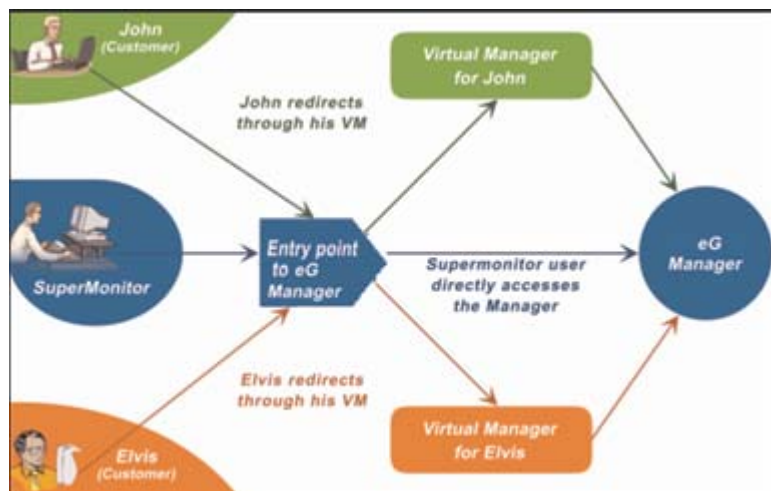 John
(Customer)
Virtual Manager
for John
John redirects
through his VM
SuperMonitor
Entry point
to eG
Manager
Supermonitor user
directly accesses
the Manager
eG
Manager
Elvis redirects
through his VM
Elvis
(Customer)
Virtual Manager
for Elvis